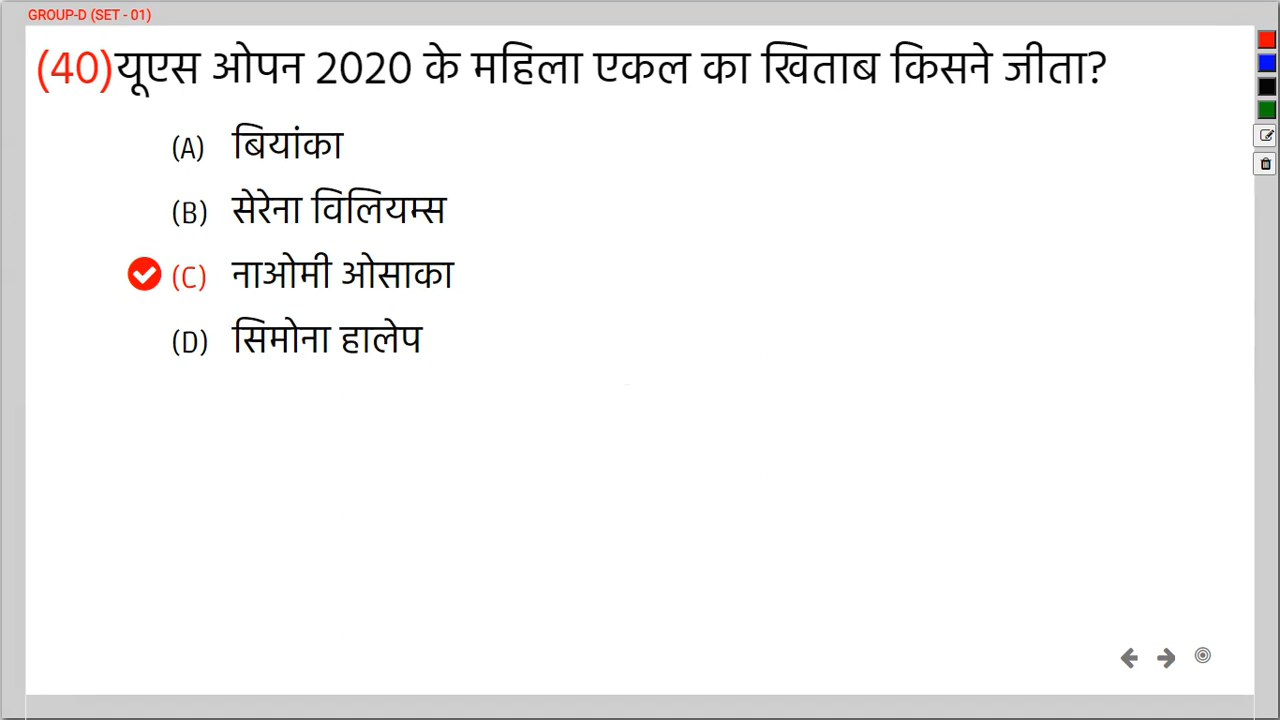 GROUP-D (SET - 01)
(40)यूएस ओपन 2020 के महिला एकल का खिताब किसने जीता?
(A) बियांका
(B) सेरेना विलियम्स
(C) नाओमी ओसाका
(D) सिमोना हालेप